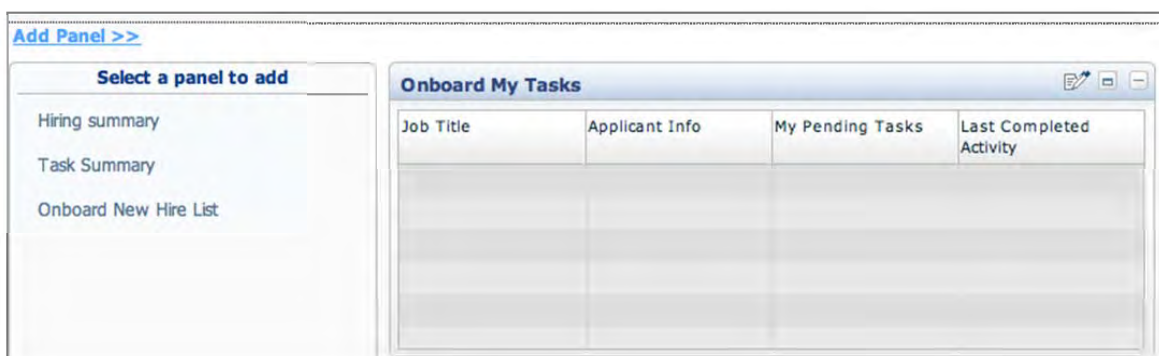 Add Panel >>
Select a panel to add
Hiring summary
Task Summary
Onboard New Hire List
Onboard My Tasks
Job Title
Applicant Info
My Pending Tasks
Last Completed
Activity